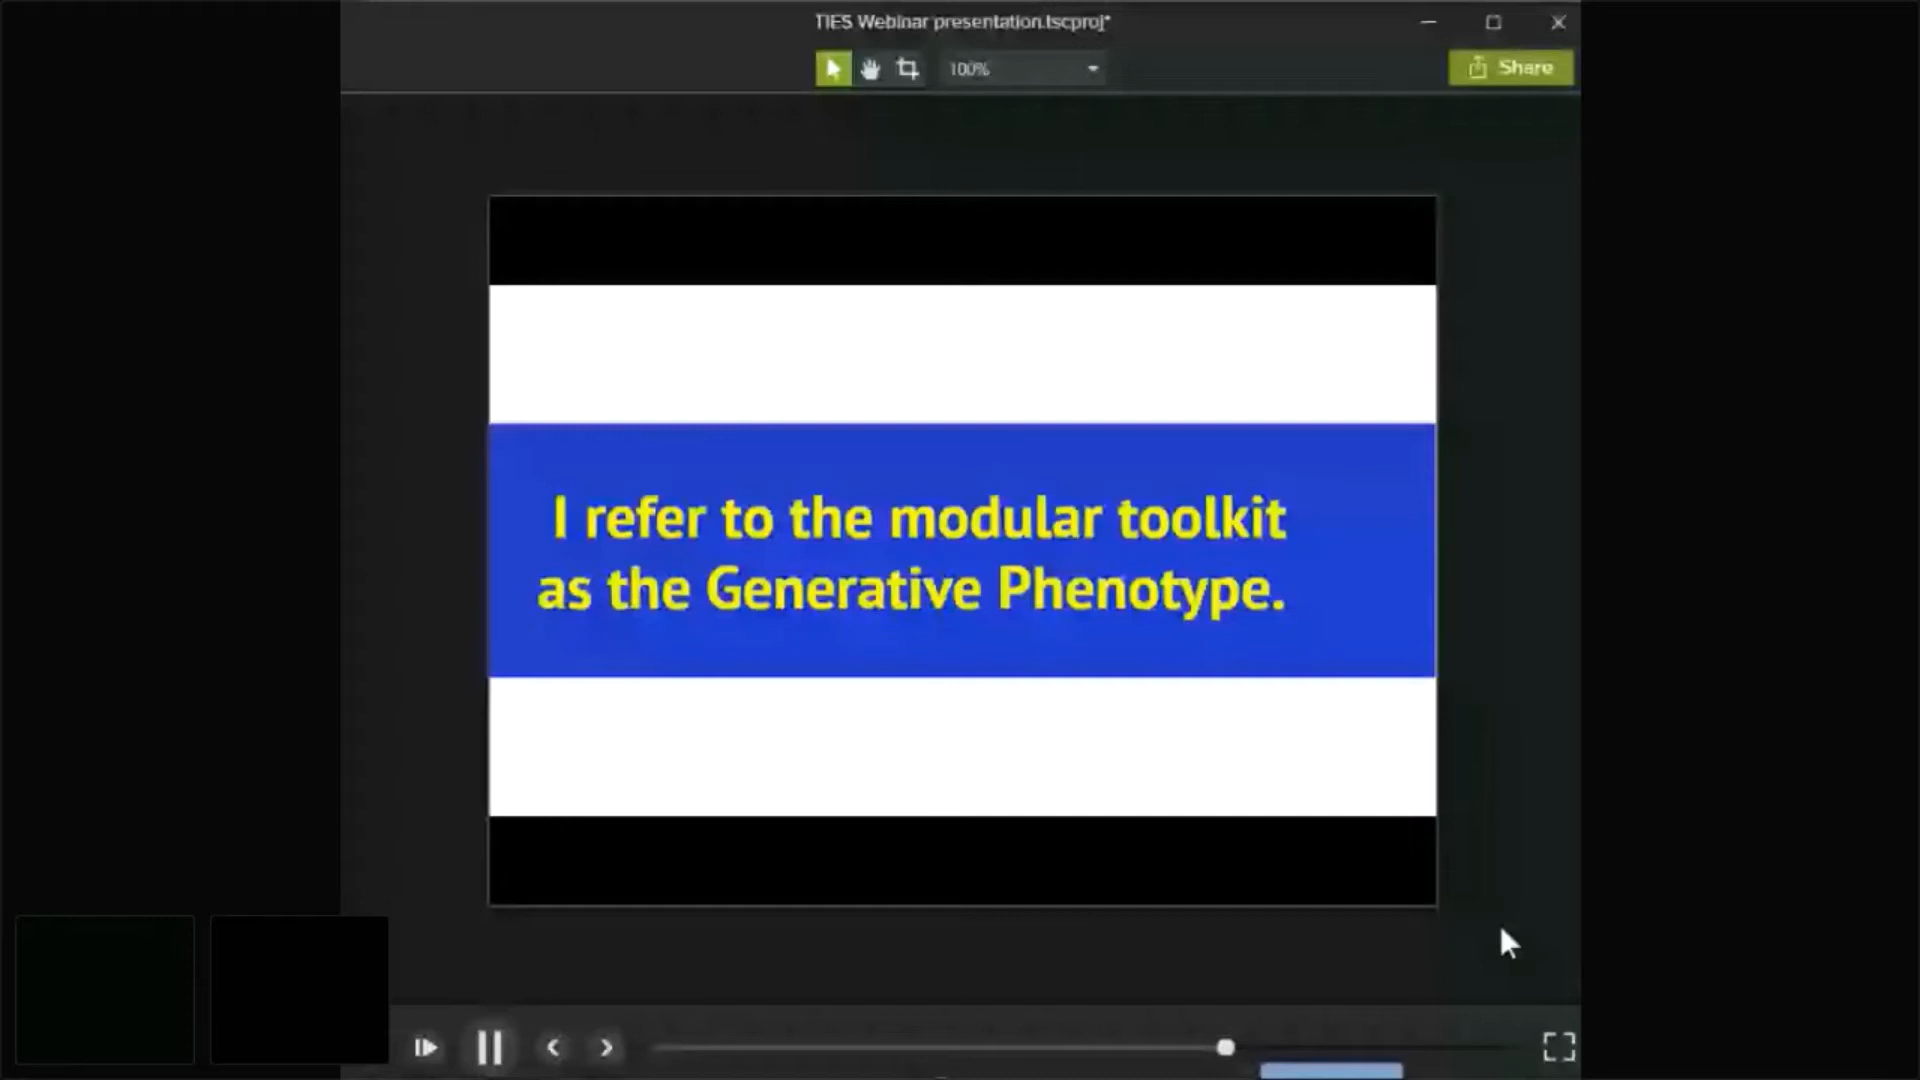 TIES Webinar presentation.tscproj*
100%
Share
I refer to the modular toolkit
as the Generative Phenotype.